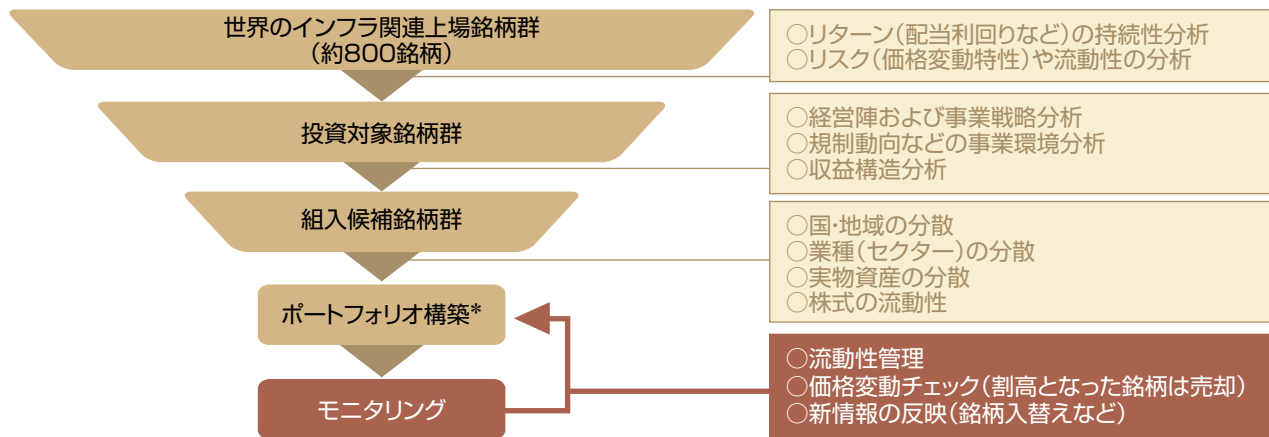 世界のインフラ関連上場銘柄群
（約800銘柄）
○リターン（配当利回りなど）の持続性分析
○リスク（価格変動特性）や流動性の分析
投資対象銘柄群
○経営陣および事業戦略分析
○規制動向などの事業環境分析
○収益構造分析
組入候補銘柄群
○国・地域の分散
○業種（セクター）の分散
○実物資産の分散
○株式の流動性
ポートフォリオ構築*
モニタリング
○流動性管理
○価格変動チェック（割高となった銘柄は売却）
○新情報の反映（銘柄入替えなど）